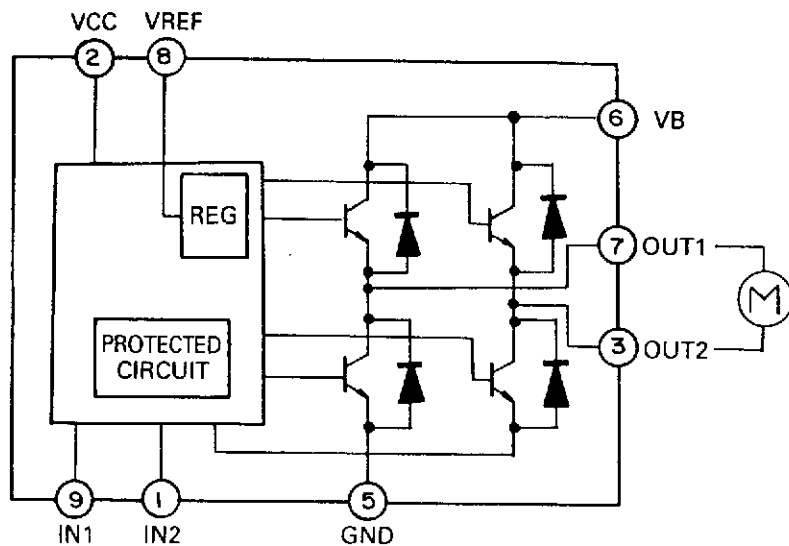 VCC VREF
2 8
6 VB
REG
7 OUT1
M
PROTECTED
CIRCUIT
3 OUT2
9 1 5
IN1 IN2 GND